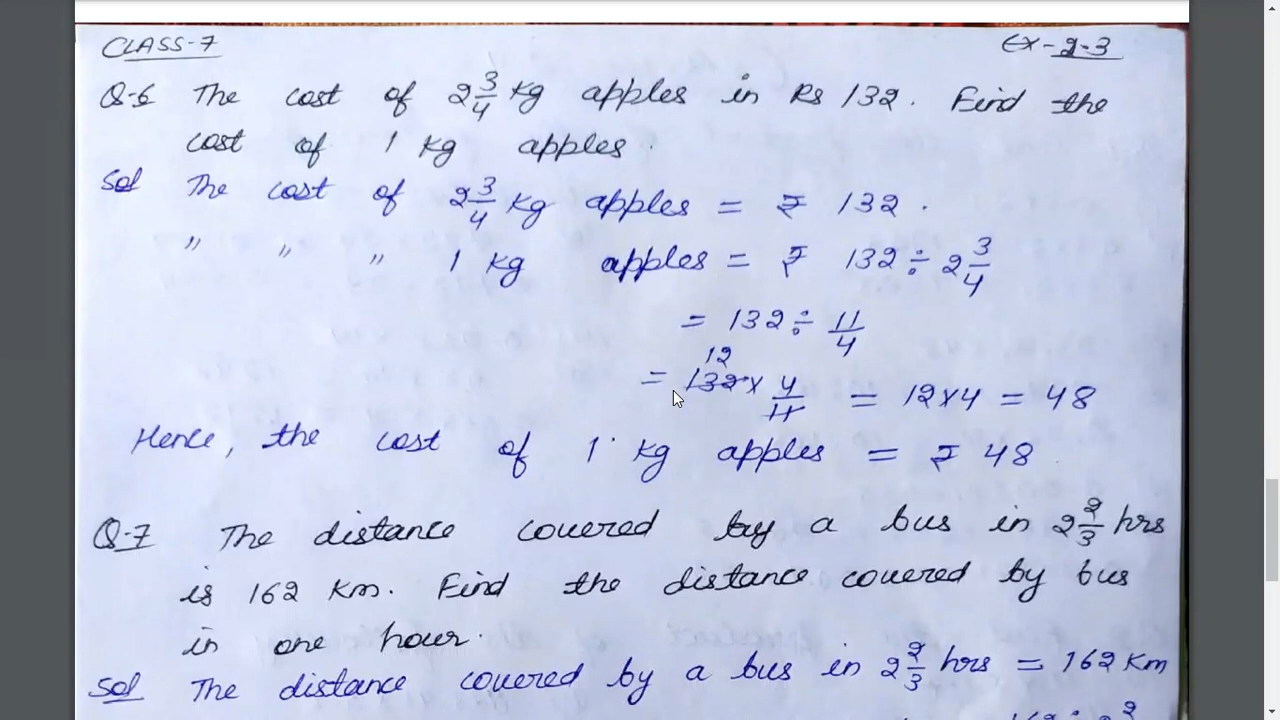 CLASS-7 Ex-2-3
Q-6 The cost of 2 3/4 kg apples in Rs 132. Find the
cost of 1 kg apples.
Sol The cost of 2 3/4 kg apples = ₹ 132.
" " " 1 kg apples = ₹ 132 ÷ 2 3/4
= 132 ÷ 11/4
12
= 132 × 4/11 = 12×4 = 48
Hence, the cost of 1 kg apples = ₹ 48
Q-7 The distance covered by a bus in 2 2/3 hrs
is 162 Km. Find the distance covered by bus
in one hour.
Sol The distance covered by a bus in 2 2/3 hrs = 162 Km